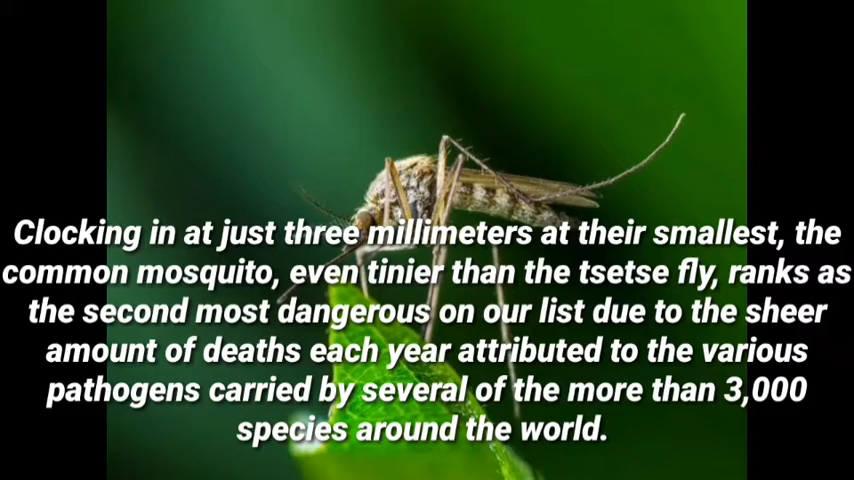 Clocking in at just three millimeters at their smallest, the
common mosquito, even tinier than the tsetse fly, ranks as
the second most dangerous on our list due to the sheer
amount of deaths each year attributed to the various
pathogens carried by several of the more than 3,000
species around the world.